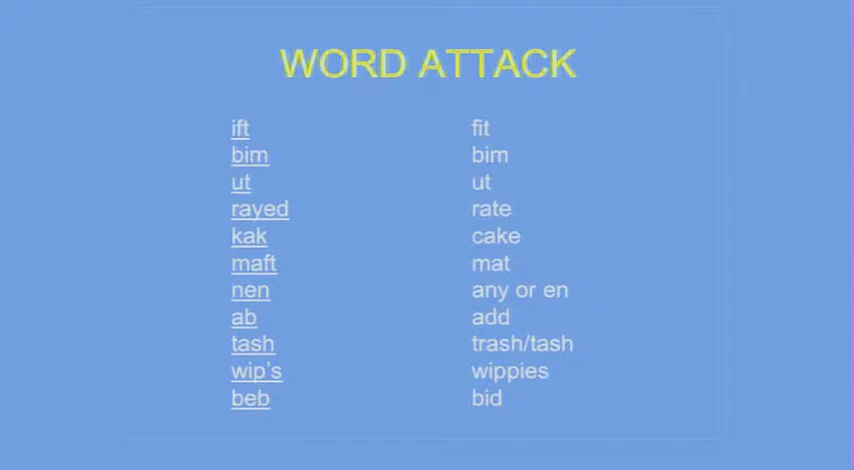 WORD ATTACK
ift fit
bim bim
ut ut
rayed rate
kak cake
maft mat
nen any or en
ab add
tash trash/tash
wip's wippies
beb bid